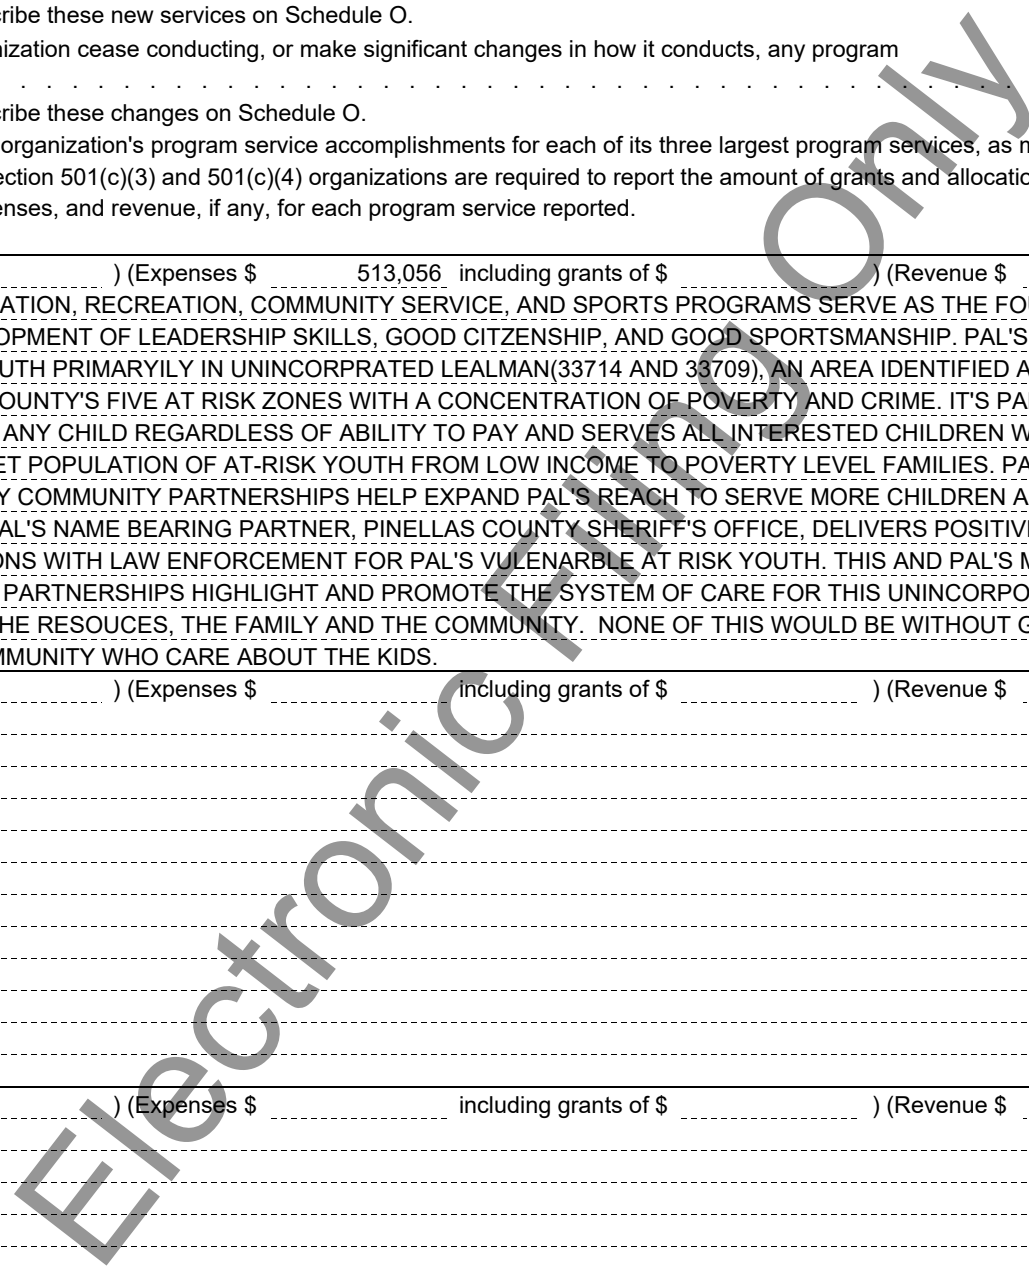 cribe these new services on Schedule O.
nization cease conducting, or make significant changes in how it conducts, any program
. . . . . . . . . . . . . . . . . . . . . . . . . . . . . . . . . . . . . . .
cribe these changes on Schedule O.
organization's program service accomplishments for each of its three largest program services, as m
ection 501(c)(3) and 501(c)(4) organizations are required to report the amount of grants and allocatio
enses, and revenue, if any, for each program service reported.
) (Expenses $ 513,056 including grants of $ ) (Revenue $
ATION, RECREATION, COMMUNITY SERVICE, AND SPORTS PROGRAMS SERVE AS THE FOU
OPMENT OF LEADERSHIP SKILLS, GOOD CITZENSHIP, AND GOOD SPORTSMANSHIP. PAL'S
UTH PRIMARYILY IN UNINCORPRATED LEALMAN(33714 AND 33709), AN AREA IDENTIFIED A
OUNTY'S FIVE AT RISK ZONES WITH A CONCENTRATION OF POVERTY AND CRIME. IT'S PA
ANY CHILD REGARDLESS OF ABILITY TO PAY AND SERVES ALL INTERESTED CHILDREN W
ET POPULATION OF AT-RISK YOUTH FROM LOW INCOME TO POVERTY LEVEL FAMILIES. PA
Y COMMUNITY PARTNERSHIPS HELP EXPAND PAL'S REACH TO SERVE MORE CHILDREN A
AL'S NAME BEARING PARTNER, PINELLAS COUNTY SHERIFF'S OFFICE, DELIVERS POSITIVE
ONS WITH LAW ENFORCEMENT FOR PAL'S VULENARBLE AT RISK YOUTH. THIS AND PAL'S M
PARTNERSHIPS HIGHLIGHT AND PROMOTE THE SYSTEM OF CARE FOR THIS UNINCORPO
HE RESOUCES, THE FAMILY AND THE COMMUNITY. NONE OF THIS WOULD BE WITHOUT G
MMUNITY WHO CARE ABOUT THE KIDS.
) (Expenses $ including grants of $ ) (Revenue $
) (Expenses $ including grants of $ ) (Revenue $
Electronic Filing Only